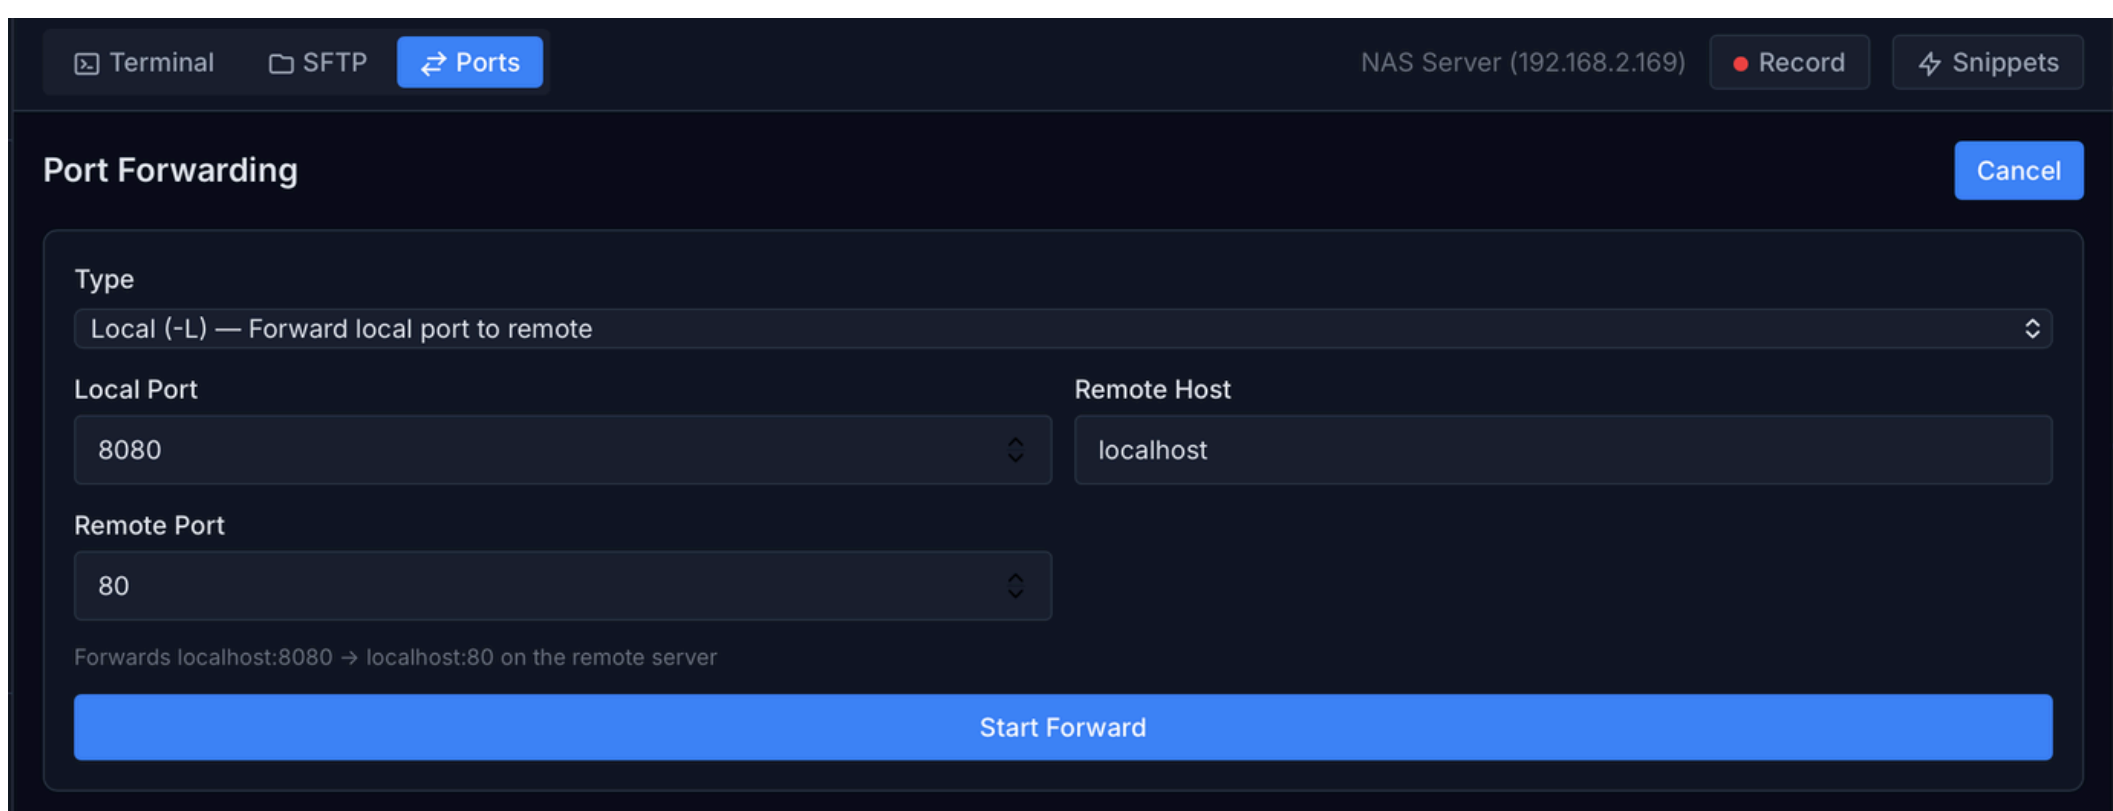 Terminal SFTP Ports NAS Server (192.168.2.169) Record Snippets
Port Forwarding Cancel
Type
Local (-L) — Forward local port to remote
Local Port Remote Host
8080 localhost
Remote Port
80
Forwards localhost:8080 → localhost:80 on the remote server
Start Forward